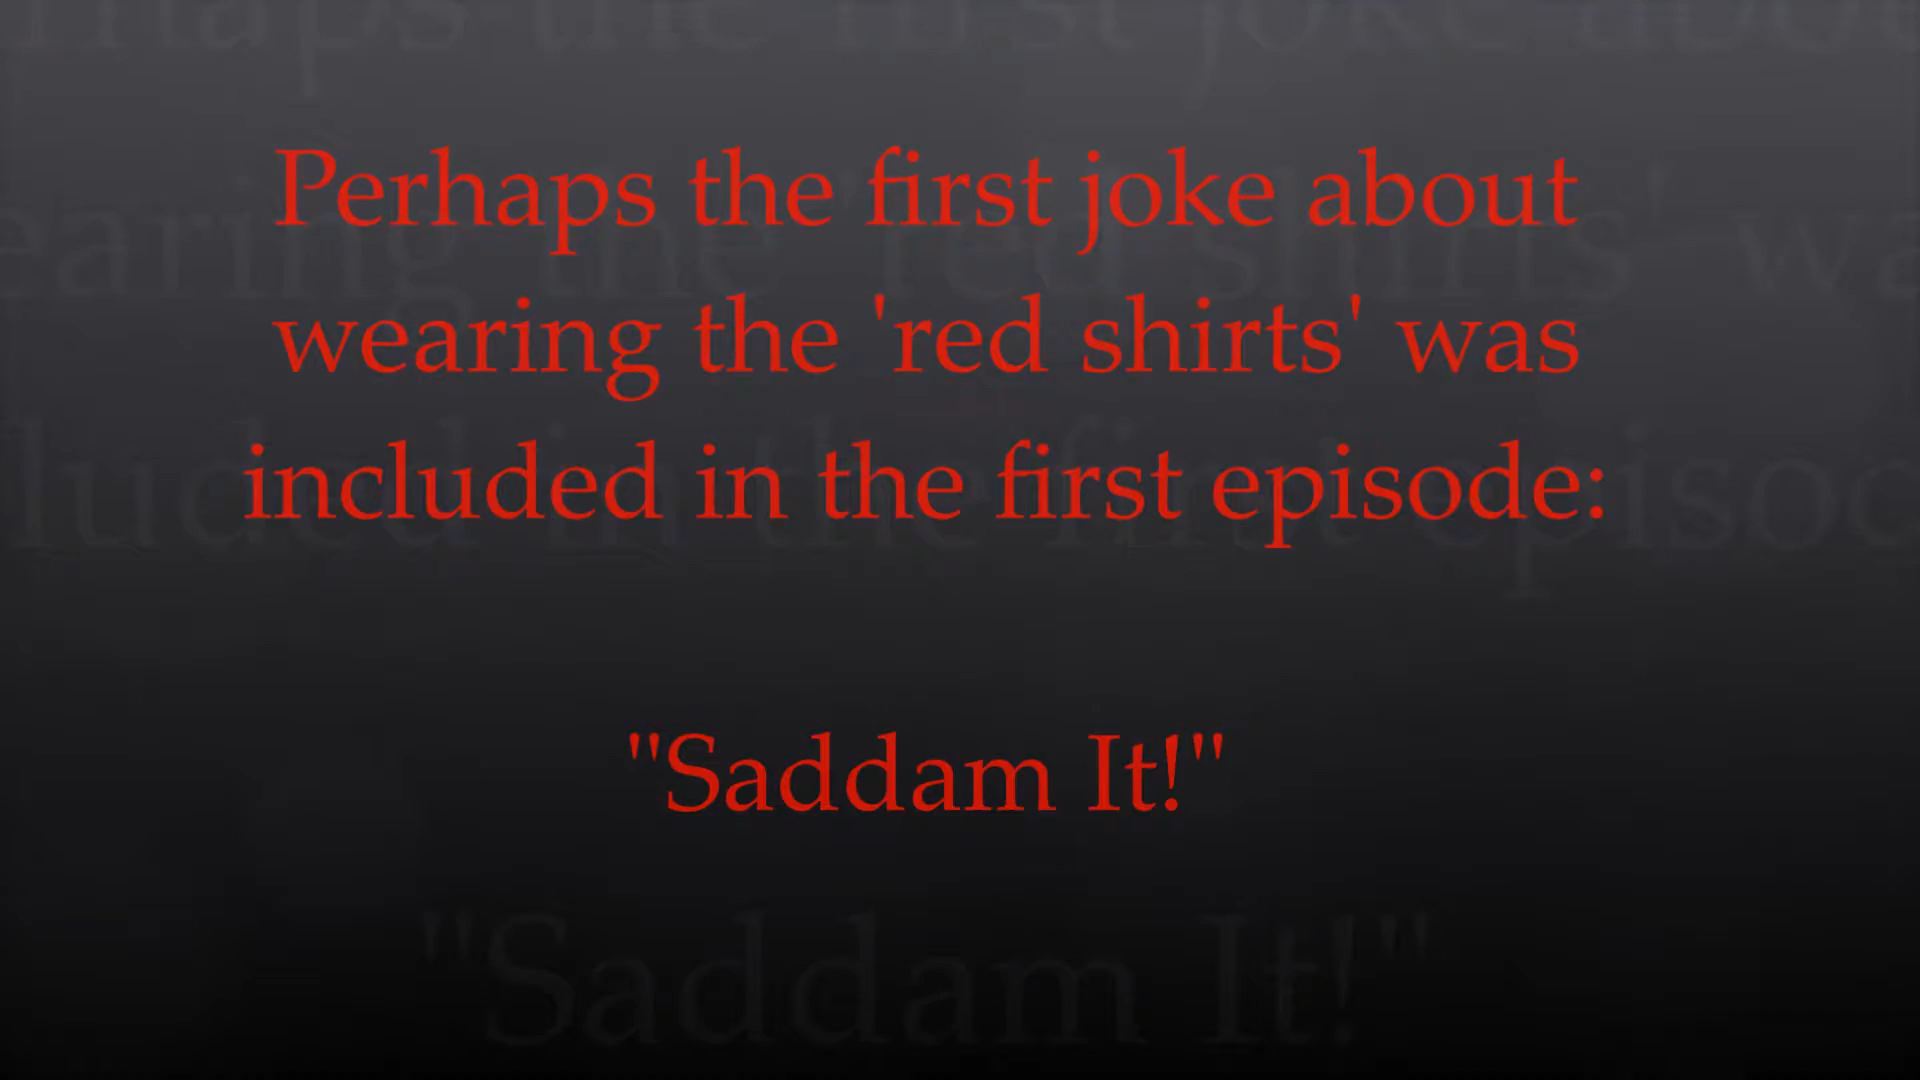 Perhaps the first joke about
wearing the 'red shirts' was
included in the first episode:
"Saddam It!"